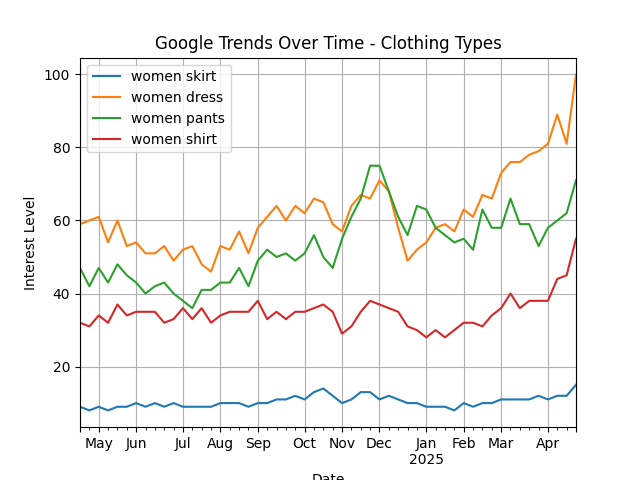 Google Trends Over Time - Clothing Types
women skirt
women dress
women pants
women shirt
Interest Level
100
80
60
40
20
May Jun Jul Aug Sep Oct Nov Dec Jan Feb Mar Apr
2025
Date